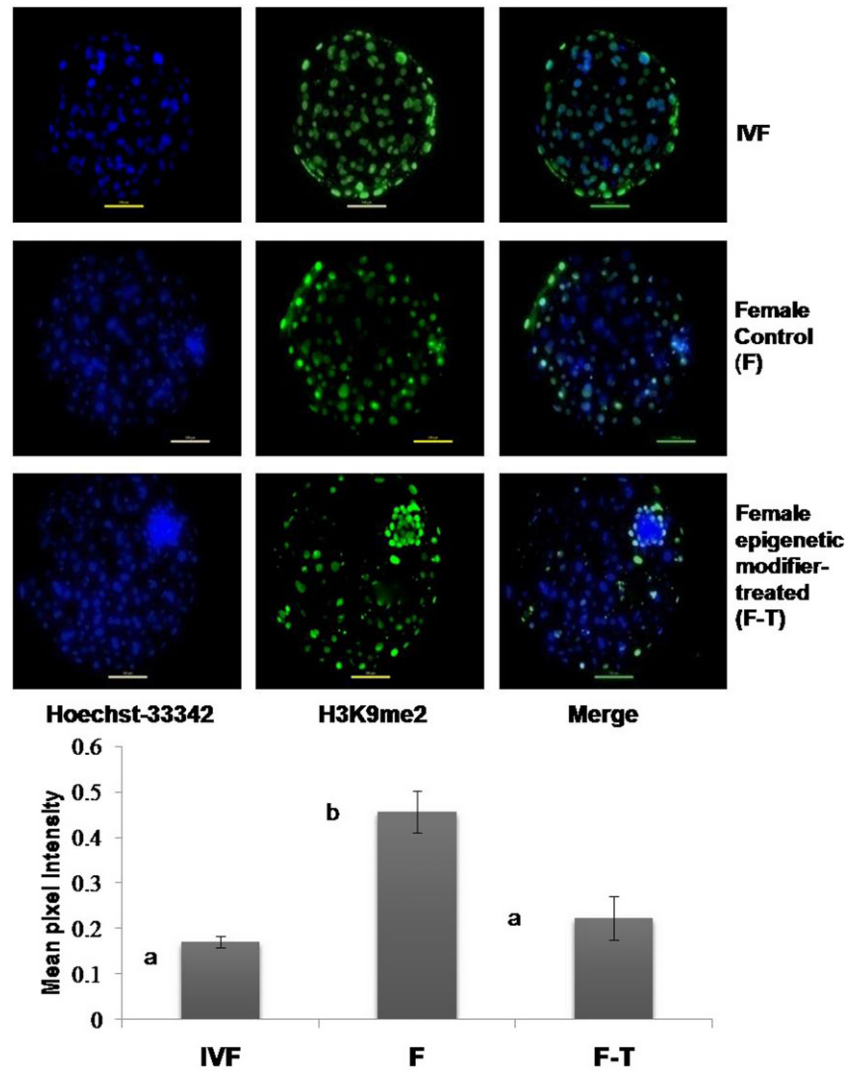 IVF
Female
Control
(F)
Female
epigenetic
modifier-
treated
(F-T)
Hoechst-33342 H3K9me2 Merge
0.6
0.5
0.4
0.3
0.2
0.1
0
Mean pixel Intensity
a
b
a
IVF F F-T